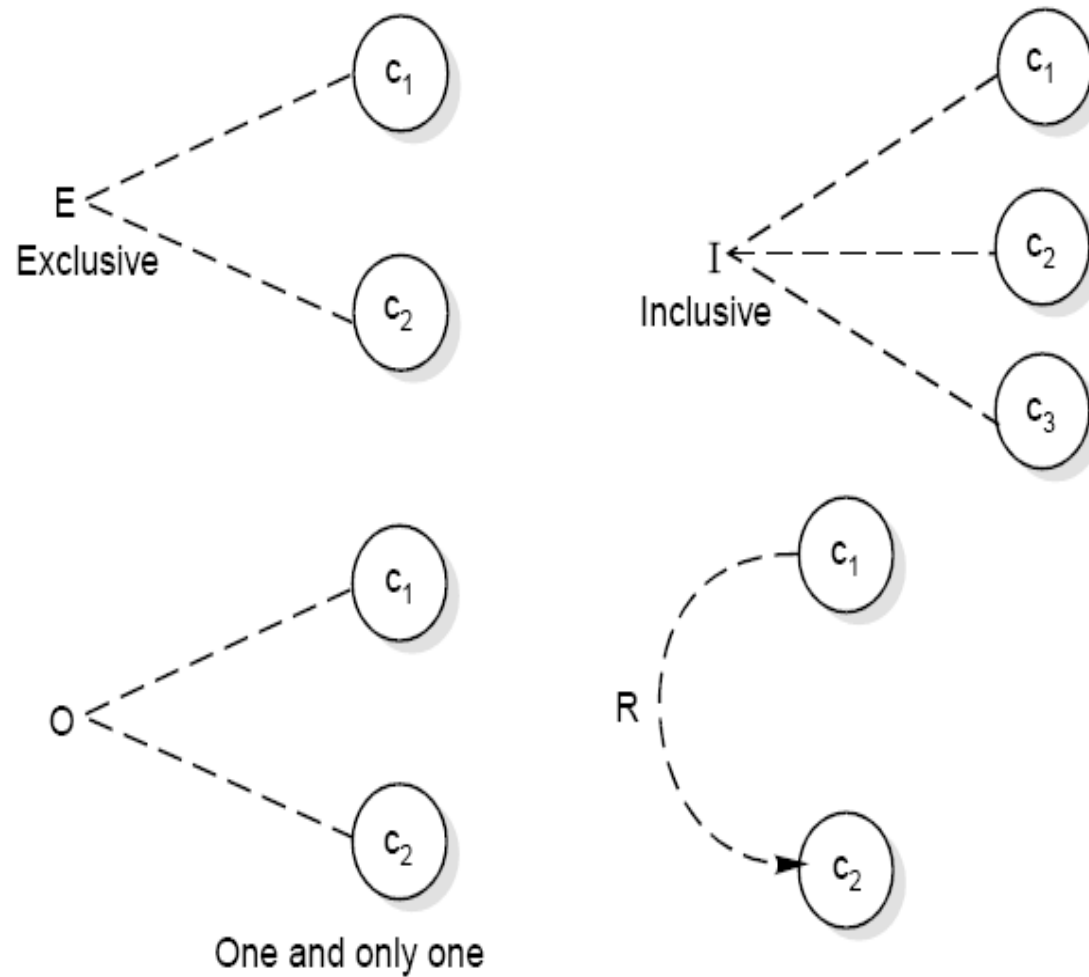 c₁
E
Exclusive
c₂
c₁
I
c₂
Inclusive
c₃
c₁
O
c₂
One and only one
c₁
R
c₂